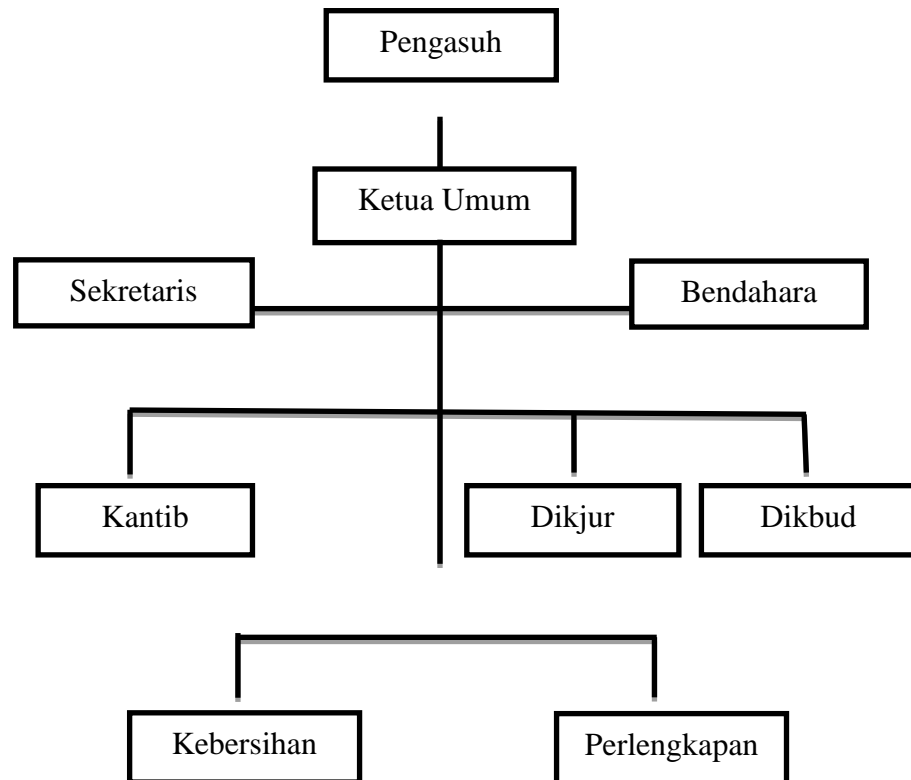 Pengasuh
Ketua Umum
Sekretaris
Bendahara
Kantib
Dikjur
Dikbud
Kebersihan
Perlengkapan